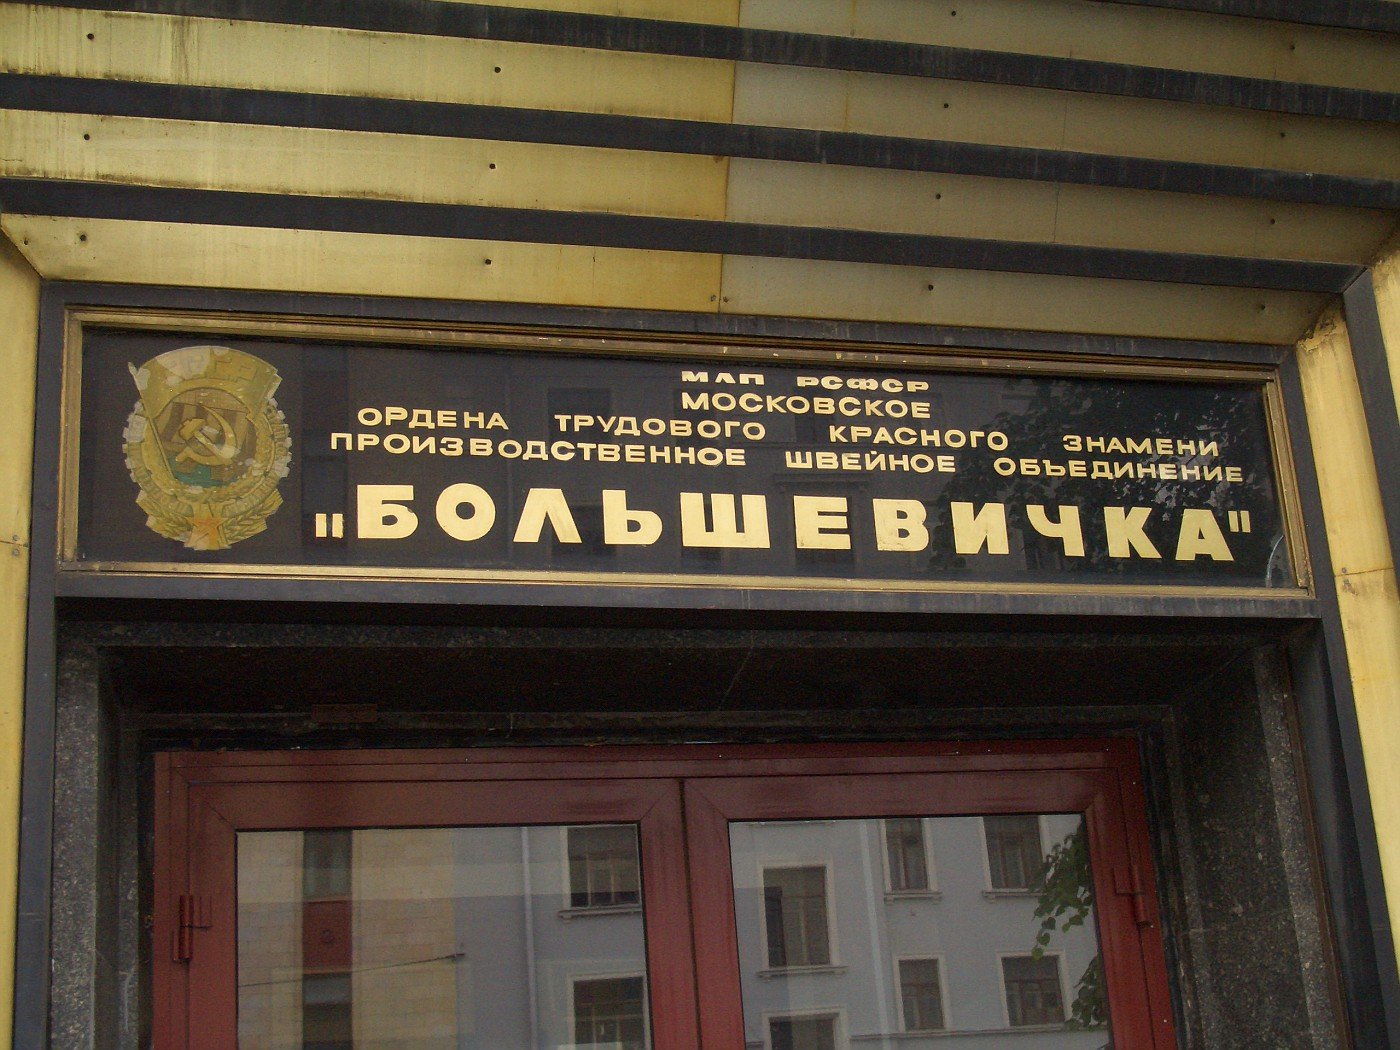 МЛП РСФСР
МОСКОВСКОЕ
ОРДЕНА ТРУДОВОГО КРАСНОГО ЗНАМЕНИ
ПРОИЗВОДСТВЕННОЕ ШВЕЙНОЕ ОБЪЕДИНЕНИЕ
"БОЛЬШЕВИЧКА"